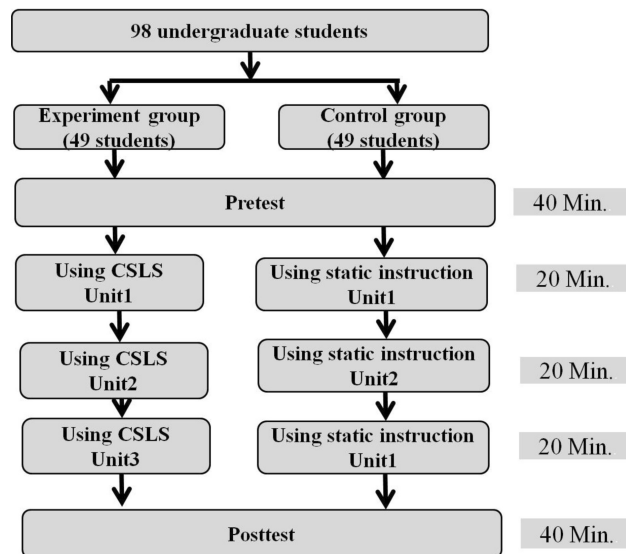 98 undergraduate students
Experiment group
(49 students)
Control group
(49 students)
Pretest
40 Min.
Using CSLS
Unit1
Using static instruction
Unit1
20 Min.
Using CSLS
Unit2
Using static instruction
Unit2
20 Min.
Using CSLS
Unit3
Using static instruction
Unit1
20 Min.
Posttest
40 Min.